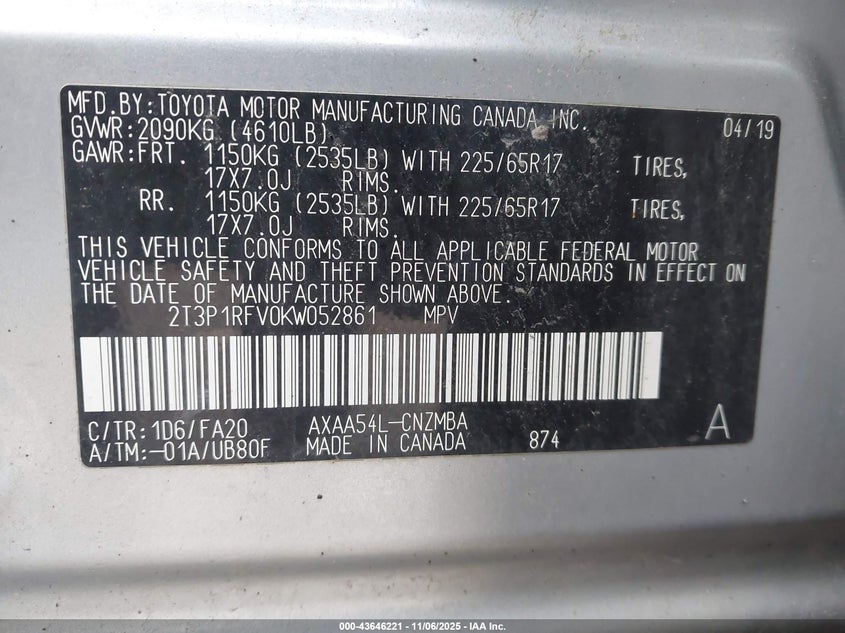 MFD.BY:TOYOTA MOTOR MANUFACTURING CANADA INC. 04/19
GVWR:2090KG (4610LB)
GAWR:FRT. 1150KG (2535LB) WITH 225/65R17 TIRES,
17X7.0J RIMS.
RR. 1150KG (2535LB) WITH 225/65R17 TIRES,
17X7.0J RIMS.
THIS VEHICLE CONFORMS TO ALL APPLICABLE FEDERAL MOTOR
VEHICLE SAFETY AND THEFT PREVENTION STANDARDS IN EFFECT ON
THE DATE OF MANUFACTURE SHOWN ABOVE.
2T3P1RFV0KW052861 MPV
C/TR:1D6/FA20 AXAA54L-CNZMBA A
A/TM:-01A/UB80F MADE IN CANADA 874
000-43646221 - 11/06/2025 - IAA Inc.